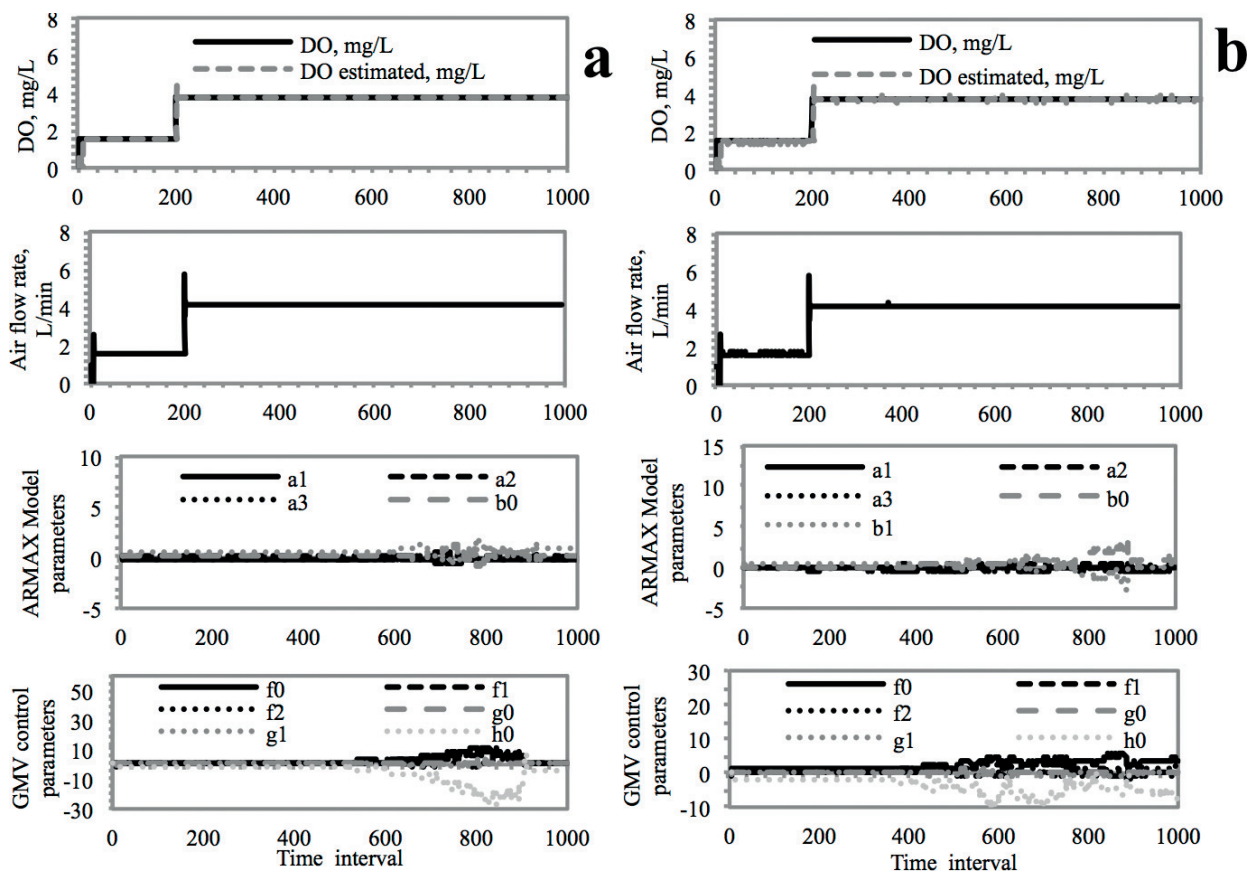 a
8
6
4
2
0
DO, mg/L
DO, mg/L
DO estimated, mg/L
0 200 400 600 800 1000
8
6
4
2
0
Air flow rate,
L/min
0 200 400 600 800 1000
10
5
0
-5
ARMAX Model
parameters
a1 a2
a3 b0
0 200 400 600 800 1000
50
30
10
-10
-30
GMV control
parameters
f0 f1
f2 g0
g1 h0
0 200 400 600 800 1000
Time interval
b
8
6
4
2
0
DO, mg/L
DO, mg/L
DO estimated, mg/L
0 200 400 600 800 1000
8
6
4
2
0
Air flow rate,
L/min
0 200 400 600 800 1000
15
10
5
0
-5
ARMAX Model
parameters
a1 a2
a3 b0
b1
0 200 400 600 800 1000
30
20
10
0
-10
GMV control
parameters
f0 f1
f2 g0
g1 h0
0 200 400 600 800 1000
Time interval